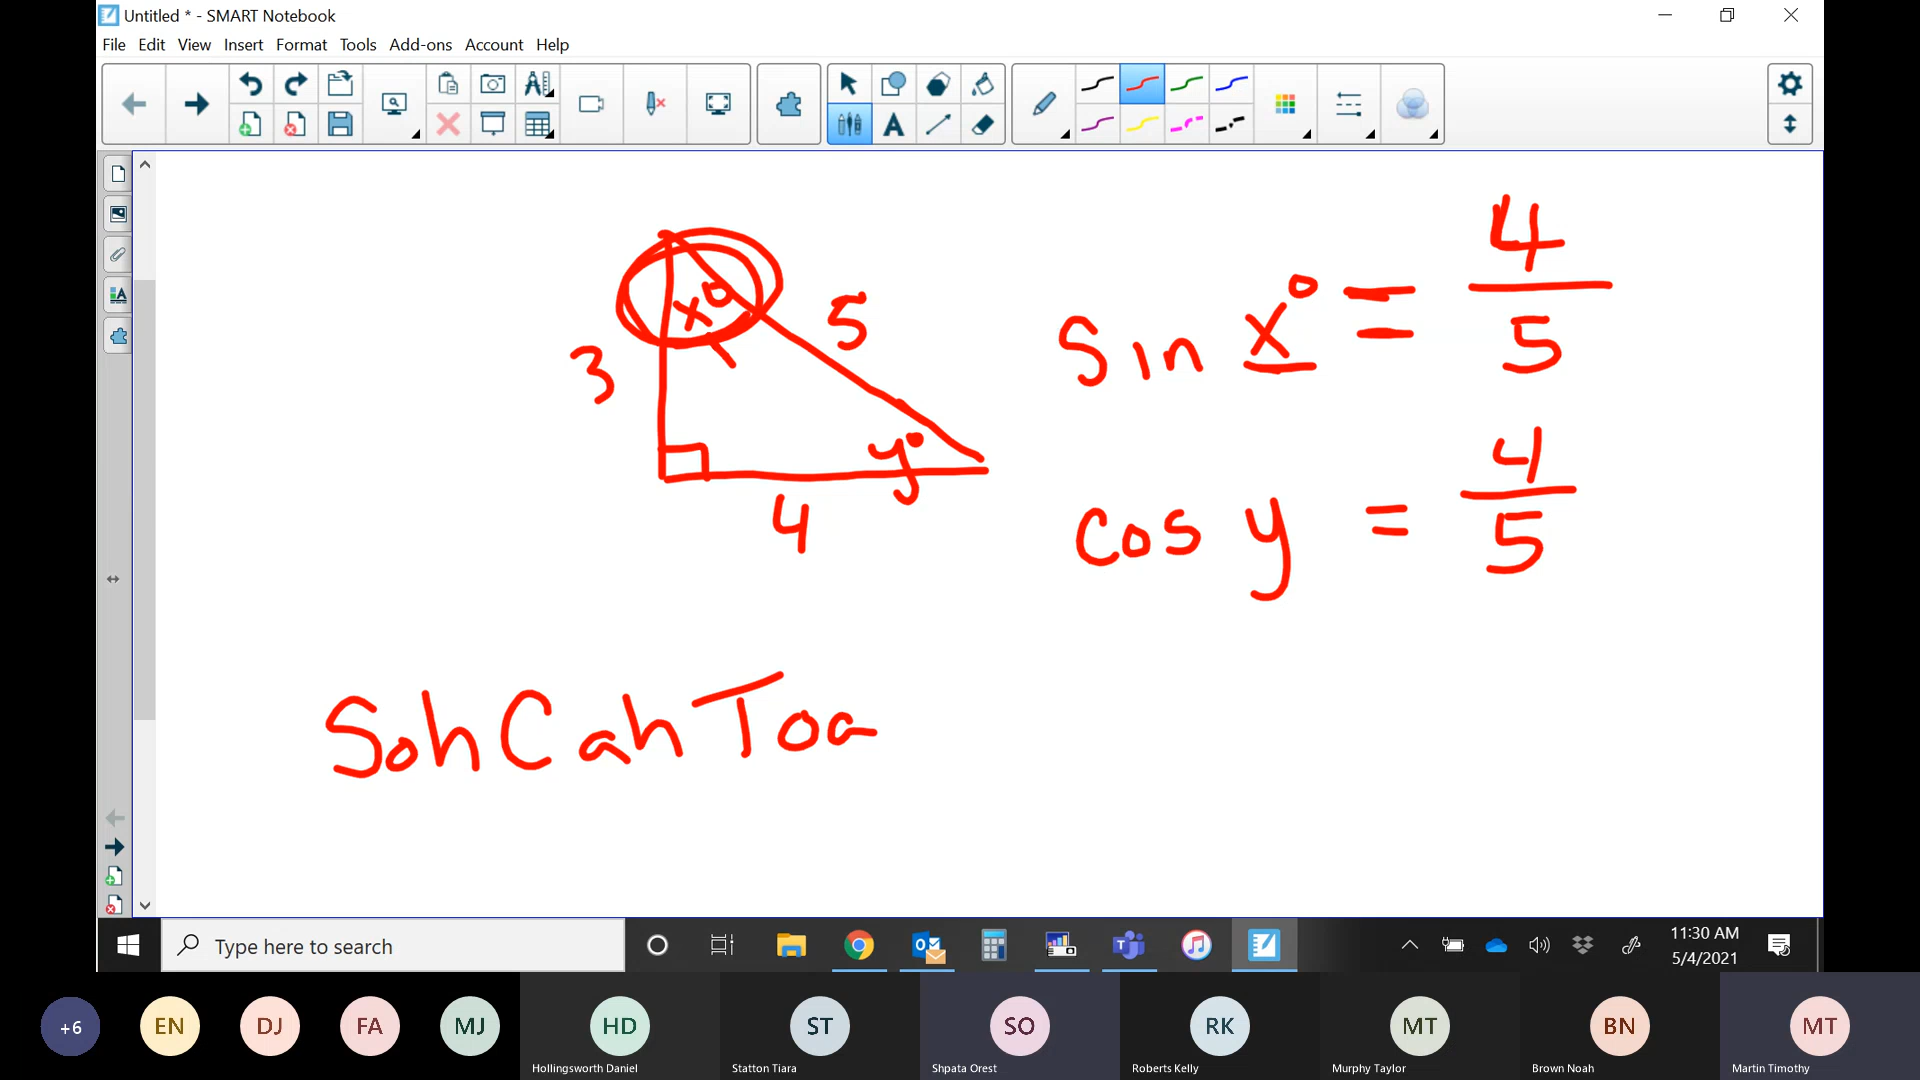 Untitled * - SMART Notebook
File Edit View Insert Format Tools Add-ons Account Help
A
A
x° 5
3
y°
4
sin x° = 4/5
cos y = 4/5
Soh Cah Toa
Type here to search
11:30 AM
5/4/2021
+6 EN DJ FA MJ HD ST SO RK MT BN MT
Hollingsworth Daniel Statton Tiara Shpata Orest Roberts Kelly Murphy Taylor Brown Noah Martin Timothy